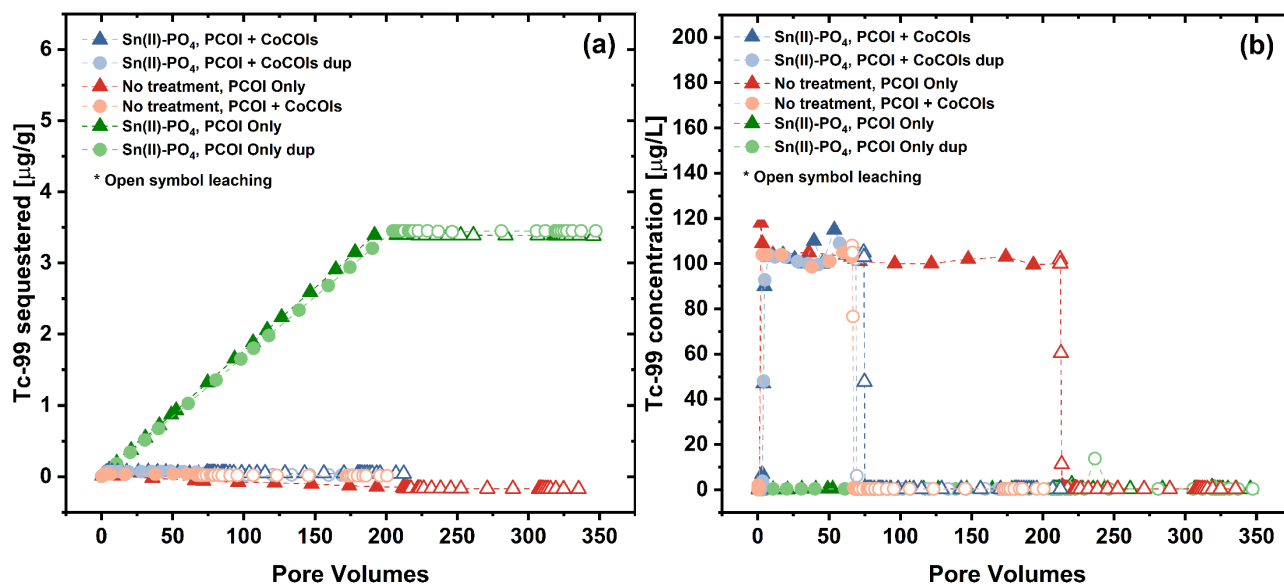 (a)
Sn(II)-PO₄, PCOI + CoCOIs
Sn(II)-PO₄, PCOI + CoCOIs dup
No treatment, PCOI Only
No treatment, PCOI + CoCOIs
Sn(II)-PO₄, PCOI Only
Sn(II)-PO₄, PCOI Only dup
* Open symbol leaching
Tc-99 sequestered [µg/g]
6
5
4
3
2
1
0
0 50 100 150 200 250 300 350
Pore Volumes
(b)
Sn(II)-PO₄, PCOI + CoCOIs
Sn(II)-PO₄, PCOI + CoCOIs dup
No treatment, PCOI Only
No treatment, PCOI + CoCOIs
Sn(II)-PO₄, PCOI Only
Sn(II)-PO₄, PCOI Only dup
* Open symbol leaching
Tc-99 concentration [µg/L]
200
180
160
140
120
100
80
60
40
20
0
0 50 100 150 200 250 300 350
Pore Volumes